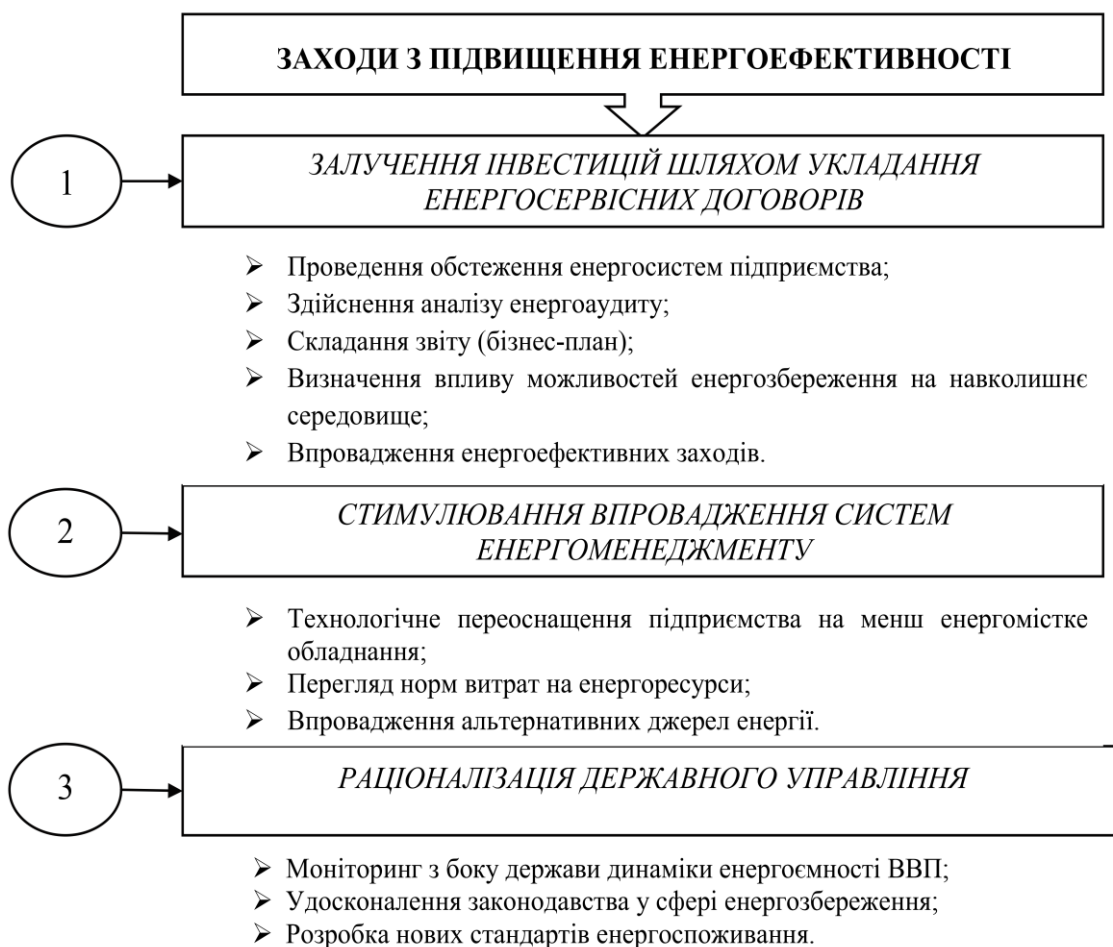 ЗАХОДИ З ПІДВИЩЕННЯ ЕНЕРГОЕФЕКТИВНОСТІ
1
ЗАЛУЧЕННЯ ІНВЕСТИЦІЙ ШЛЯХОМ УКЛАДАННЯ
ЕНЕРГОСЕРВІСНИХ ДОГОВОРІВ
➢ Проведення обстеження енергосистем підприємства;
➢ Здійснення аналізу енергоаудиту;
➢ Складання звіту (бізнес-план);
➢ Визначення впливу можливостей енергозбереження на навколишнє
середовище;
➢ Впровадження енергоефективних заходів.
2
СТИМУЛЮВАННЯ ВПРОВАДЖЕННЯ СИСТЕМ
ЕНЕРГОМЕНЕДЖМЕНТУ
➢ Технологічне переоснащення підприємства на менш енергомістке
обладнання;
➢ Перегляд норм витрат на енергоресурси;
➢ Впровадження альтернативних джерел енергії.
3
РАЦІОНАЛІЗАЦІЯ ДЕРЖАВНОГО УПРАВЛІННЯ
➢ Моніторинг з боку держави динаміки енергоємності ВВП;
➢ Удосконалення законодавства у сфері енергозбереження;
➢ Розробка нових стандартів енергоспоживання.